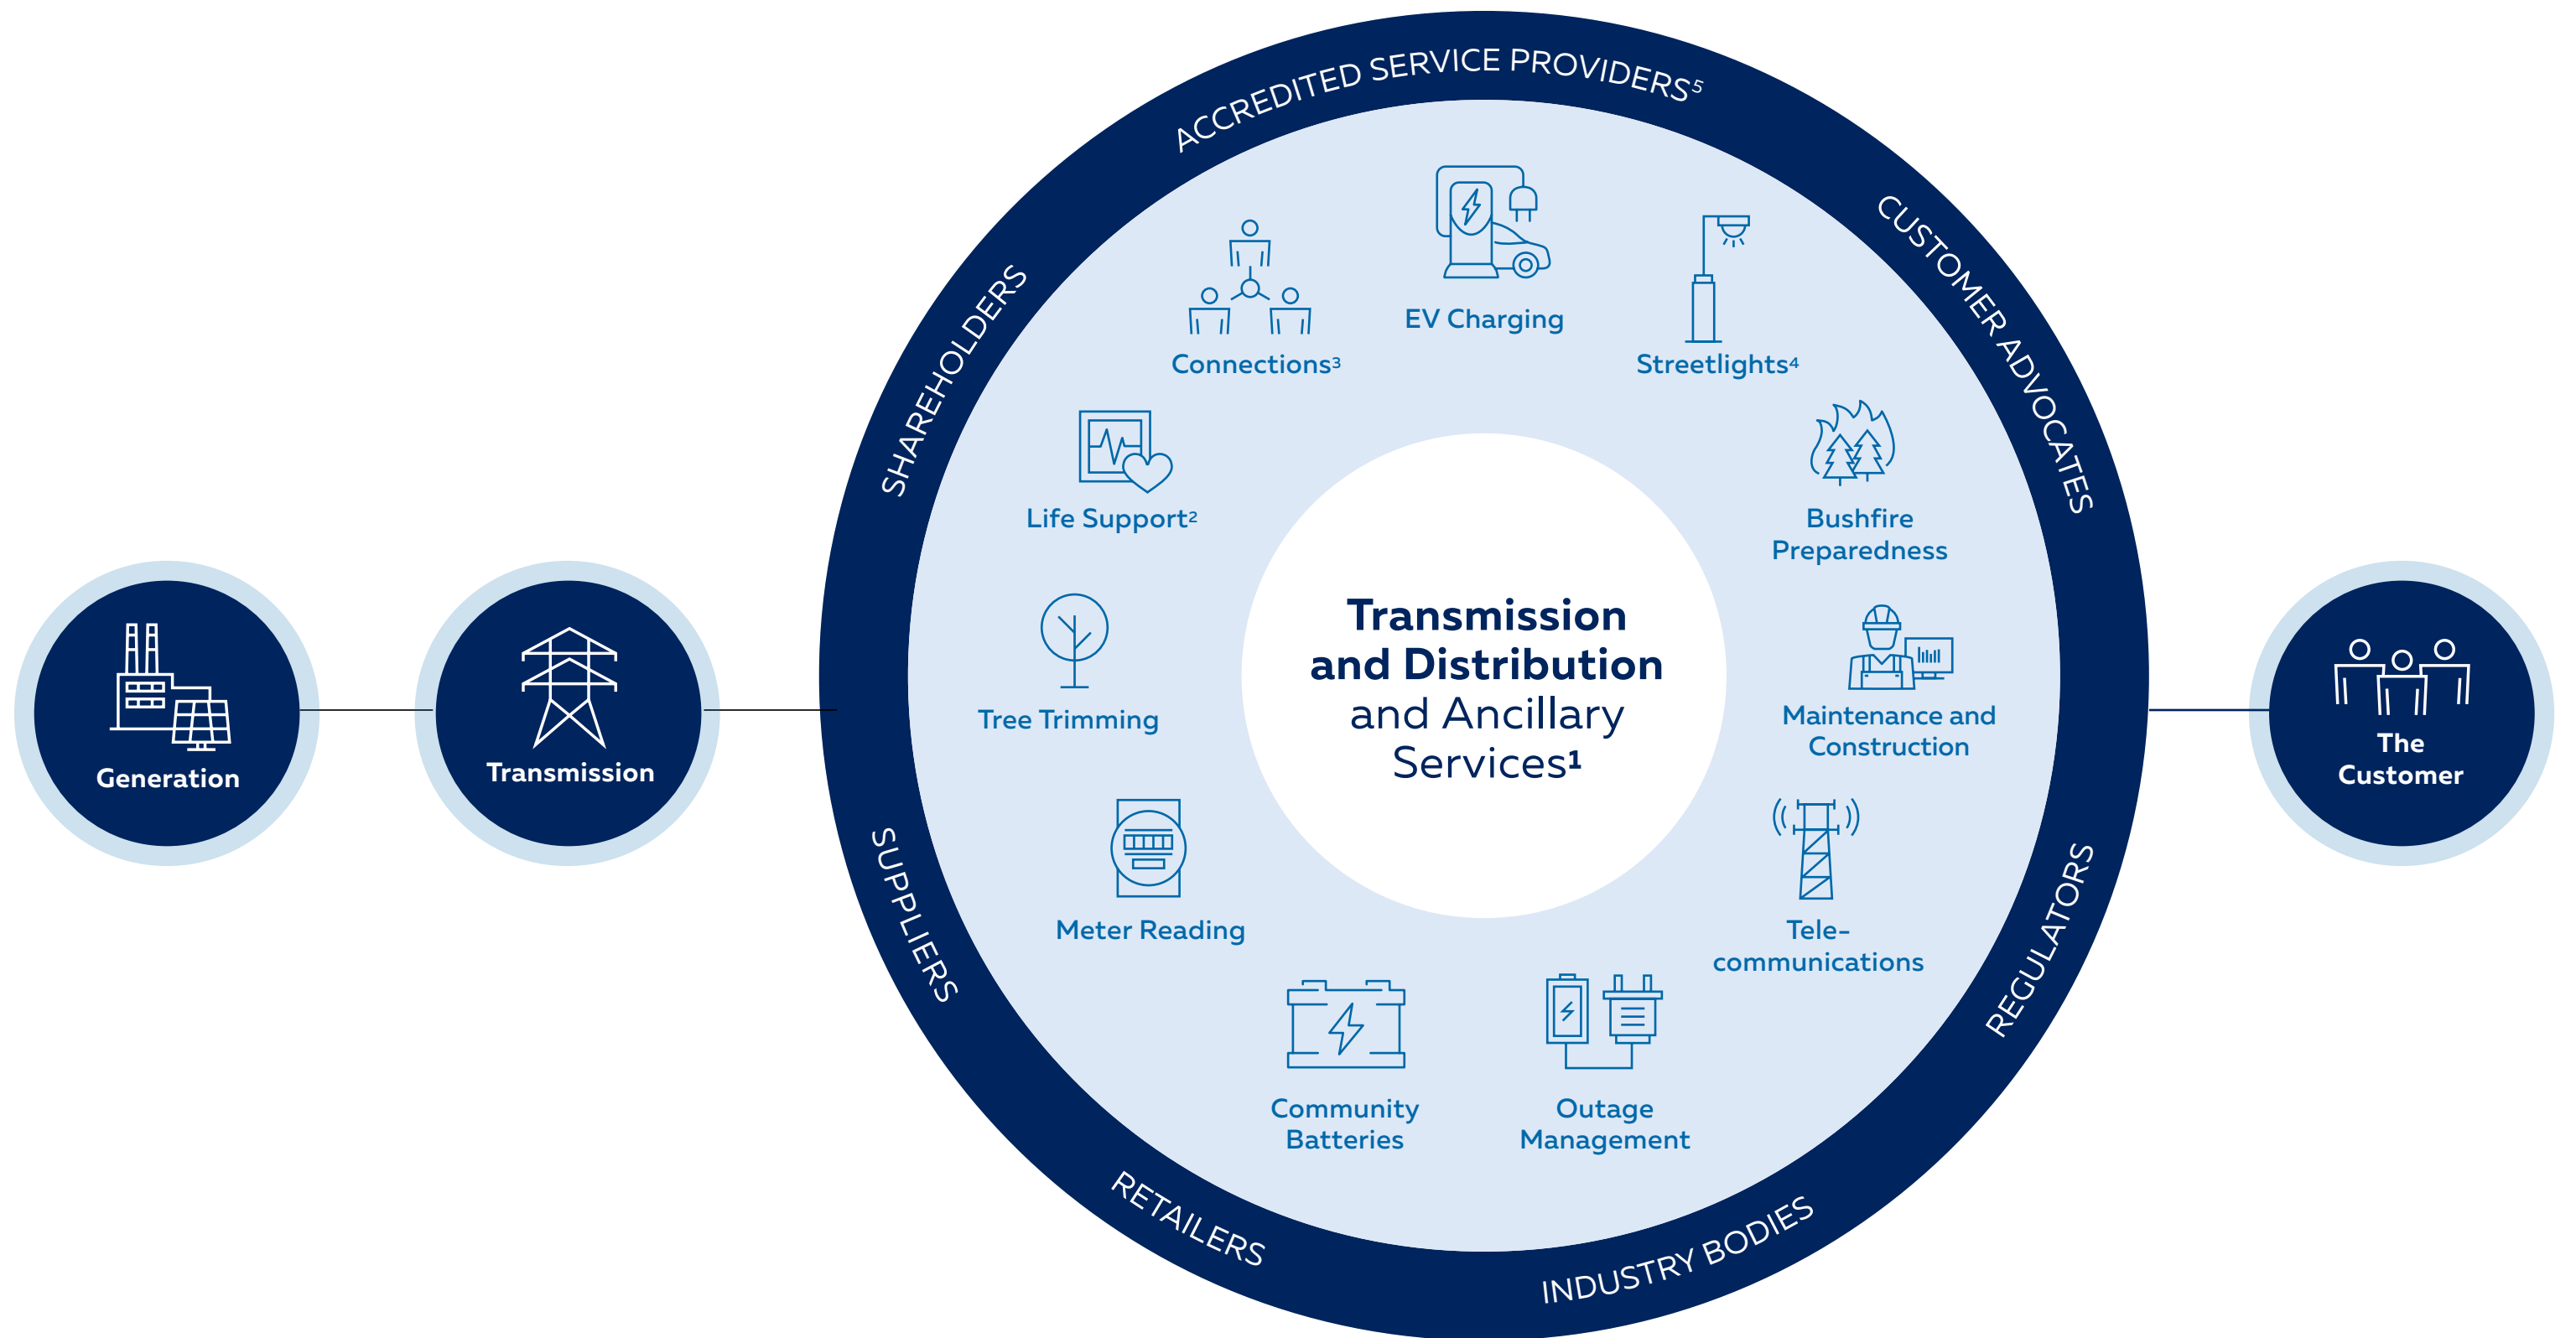 Generation
Transmission
ACCREDITED SERVICE PROVIDERS⁵
CUSTOMER ADVOCATES
REGULATORS
INDUSTRY BODIES
RETAILERS
SUPPLIERS
SHAREHOLDERS
EV Charging
Streetlights⁴
Bushfire
Preparedness
Maintenance and
Construction
Tele-
communications
Outage
Management
Community
Batteries
Meter Reading
Tree Trimming
Life Support²
Connections³
Transmission
and Distribution
and Ancillary
Services¹
The
Customer